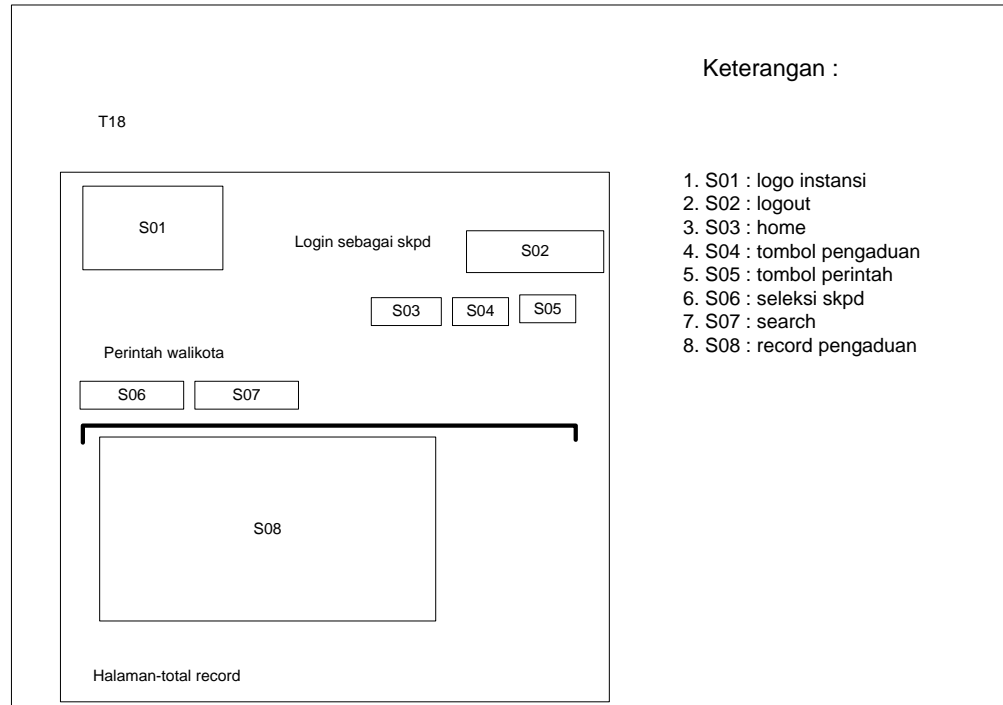 Keterangan :
T18
S01
Login sebagai skpd
S02
S03
S04
S05
Perintah walikota
S06
S07
S08
Halaman-total record
1. S01 : logo instansi
2. S02 : logout
3. S03 : home
4. S04 : tombol pengaduan
5. S05 : tombol perintah
6. S06 : seleksi skpd
7. S07 : search
8. S08 : record pengaduan